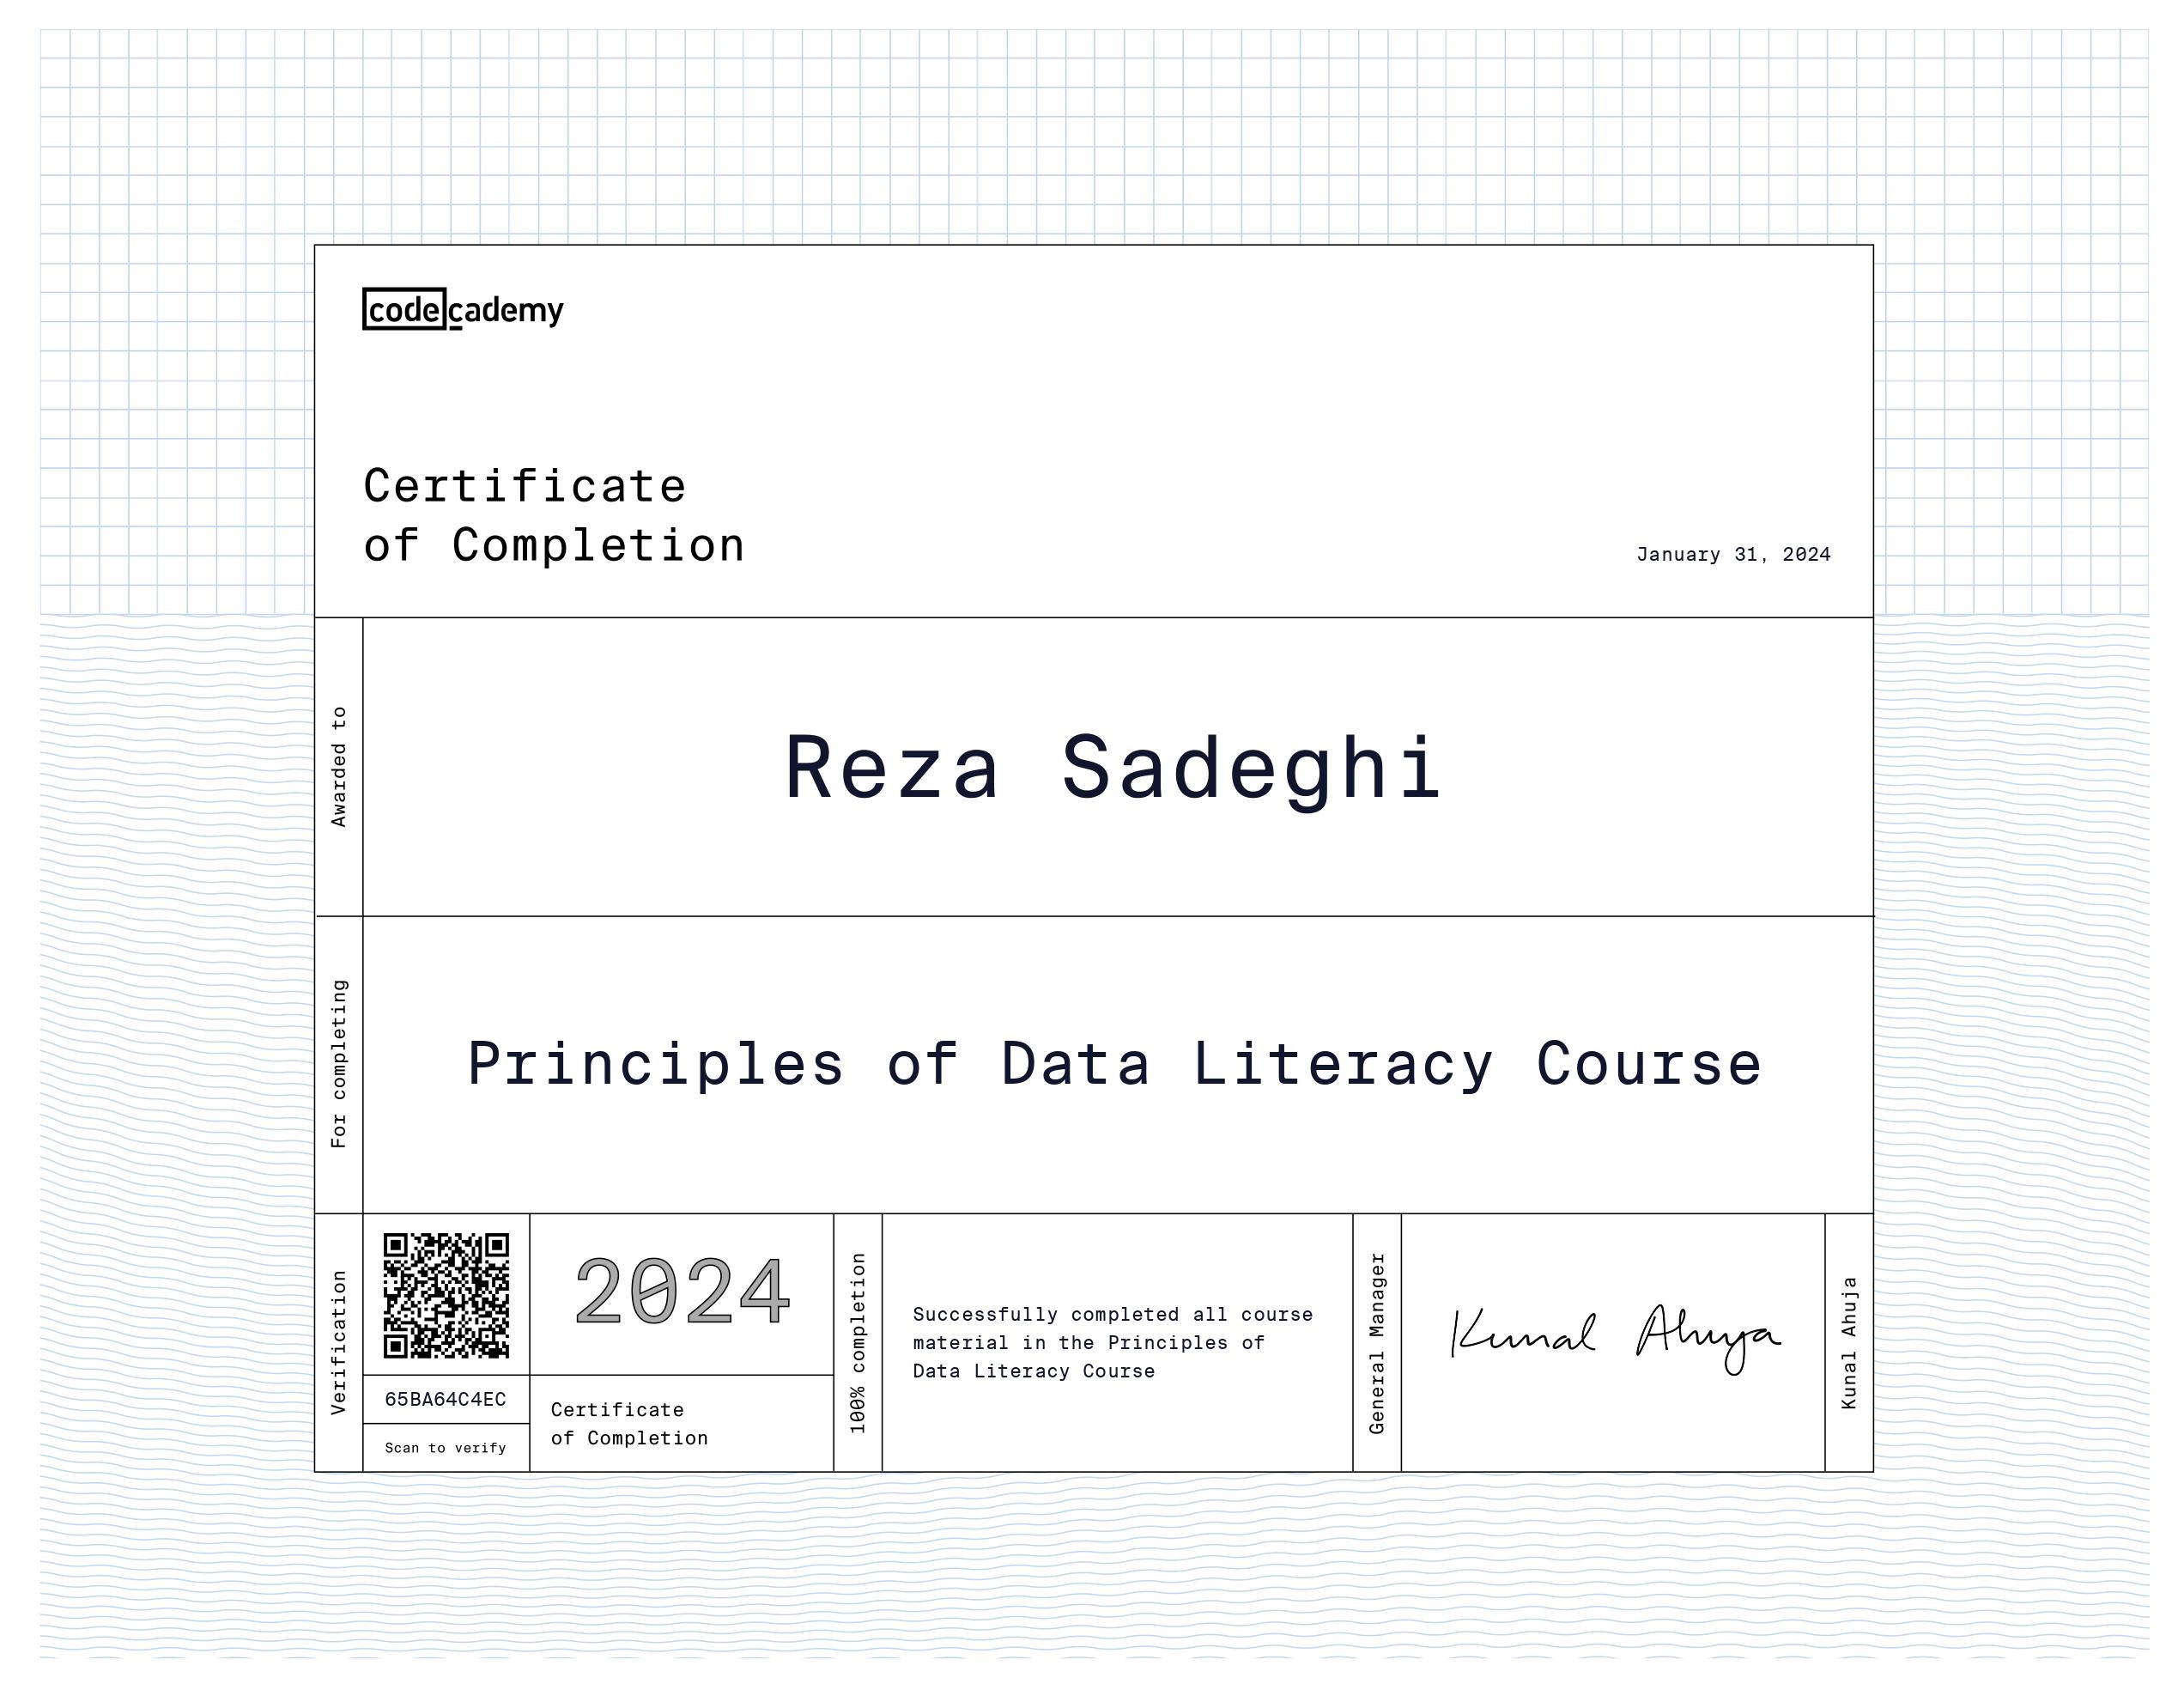 codecademy
Certificate
of Completion
January 31, 2024
Awarded to
Reza Sadeghi
For completing
Principles of Data Literacy Course
Verification
65BA64C4EC
Scan to verify
2024
Certificate
of Completion
100% completion
Successfully completed all course
material in the Principles of
Data Literacy Course
General Manager
Kunal Ahuja
Kunal Ahuja